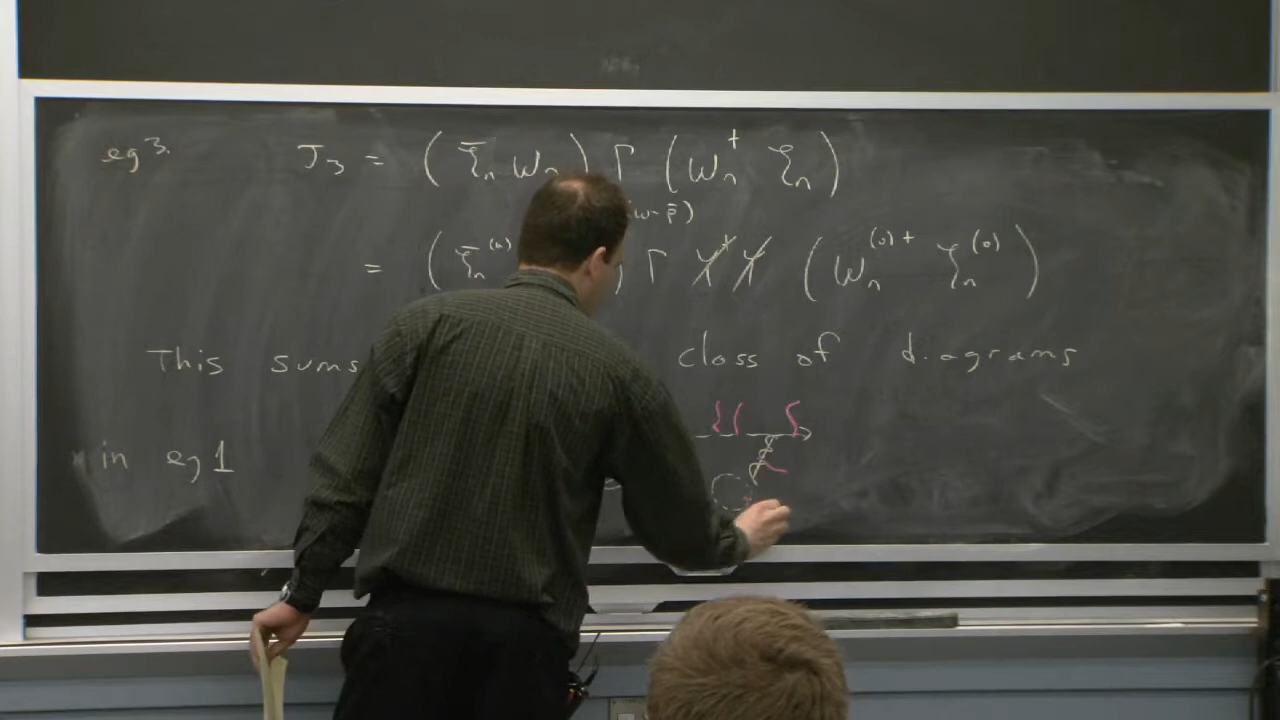 eg 3. J₃ = ( ξ̄ₙ Wₙ ) Γ ( Wₙ† ξₙ )
(ω-p̄)
= ( ξ̄ₙ⁽⁰⁾ ) Γ Y† Y ( Wₙ⁽⁰⁾† ξₙ⁽⁰⁾ )
This sums class of diagrams
in eg 1